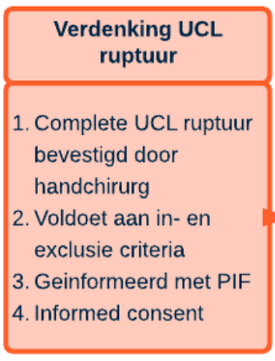 Verdenking UCL
ruptuur
1. Complete UCL ruptuur
bevestigd door
handchirurg
2. Voldoet aan in- en
exclusie criteria
3. Geinformeerd met PIF
4. Informed consent